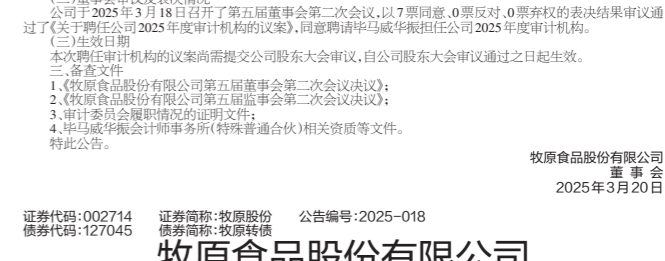 公司于2025年3月18日召开了第五届董事会第二次会议,以7票同意、0票反对、0票弃权的表决结果审议通
过了《关于聘任公司2025年度审计机构的议案》,同意聘请毕马威华振担任公司2025年度审计机构。
(三)生效日期
本次聘任审计机构的议案尚需提交公司股东大会审议,自公司股东大会审议通过之日起生效。
三、备查文件
1、《牧原食品股份有限公司第五届董事会第二次会议决议》;
2、《牧原食品股份有限公司第五届监事会第二次会议决议》;
3、审计委员会履职情况的证明文件;
4、毕马威华振会计师事务所(特殊普通合伙)相关资质等文件。
特此公告。
牧原食品股份有限公司
董 事 会
2025年3月20日
证券代码:002714 证券简称:牧原股份 公告编号:2025-018
债券代码:127045 债券简称:牧原转债
牧原食品股份有限公司